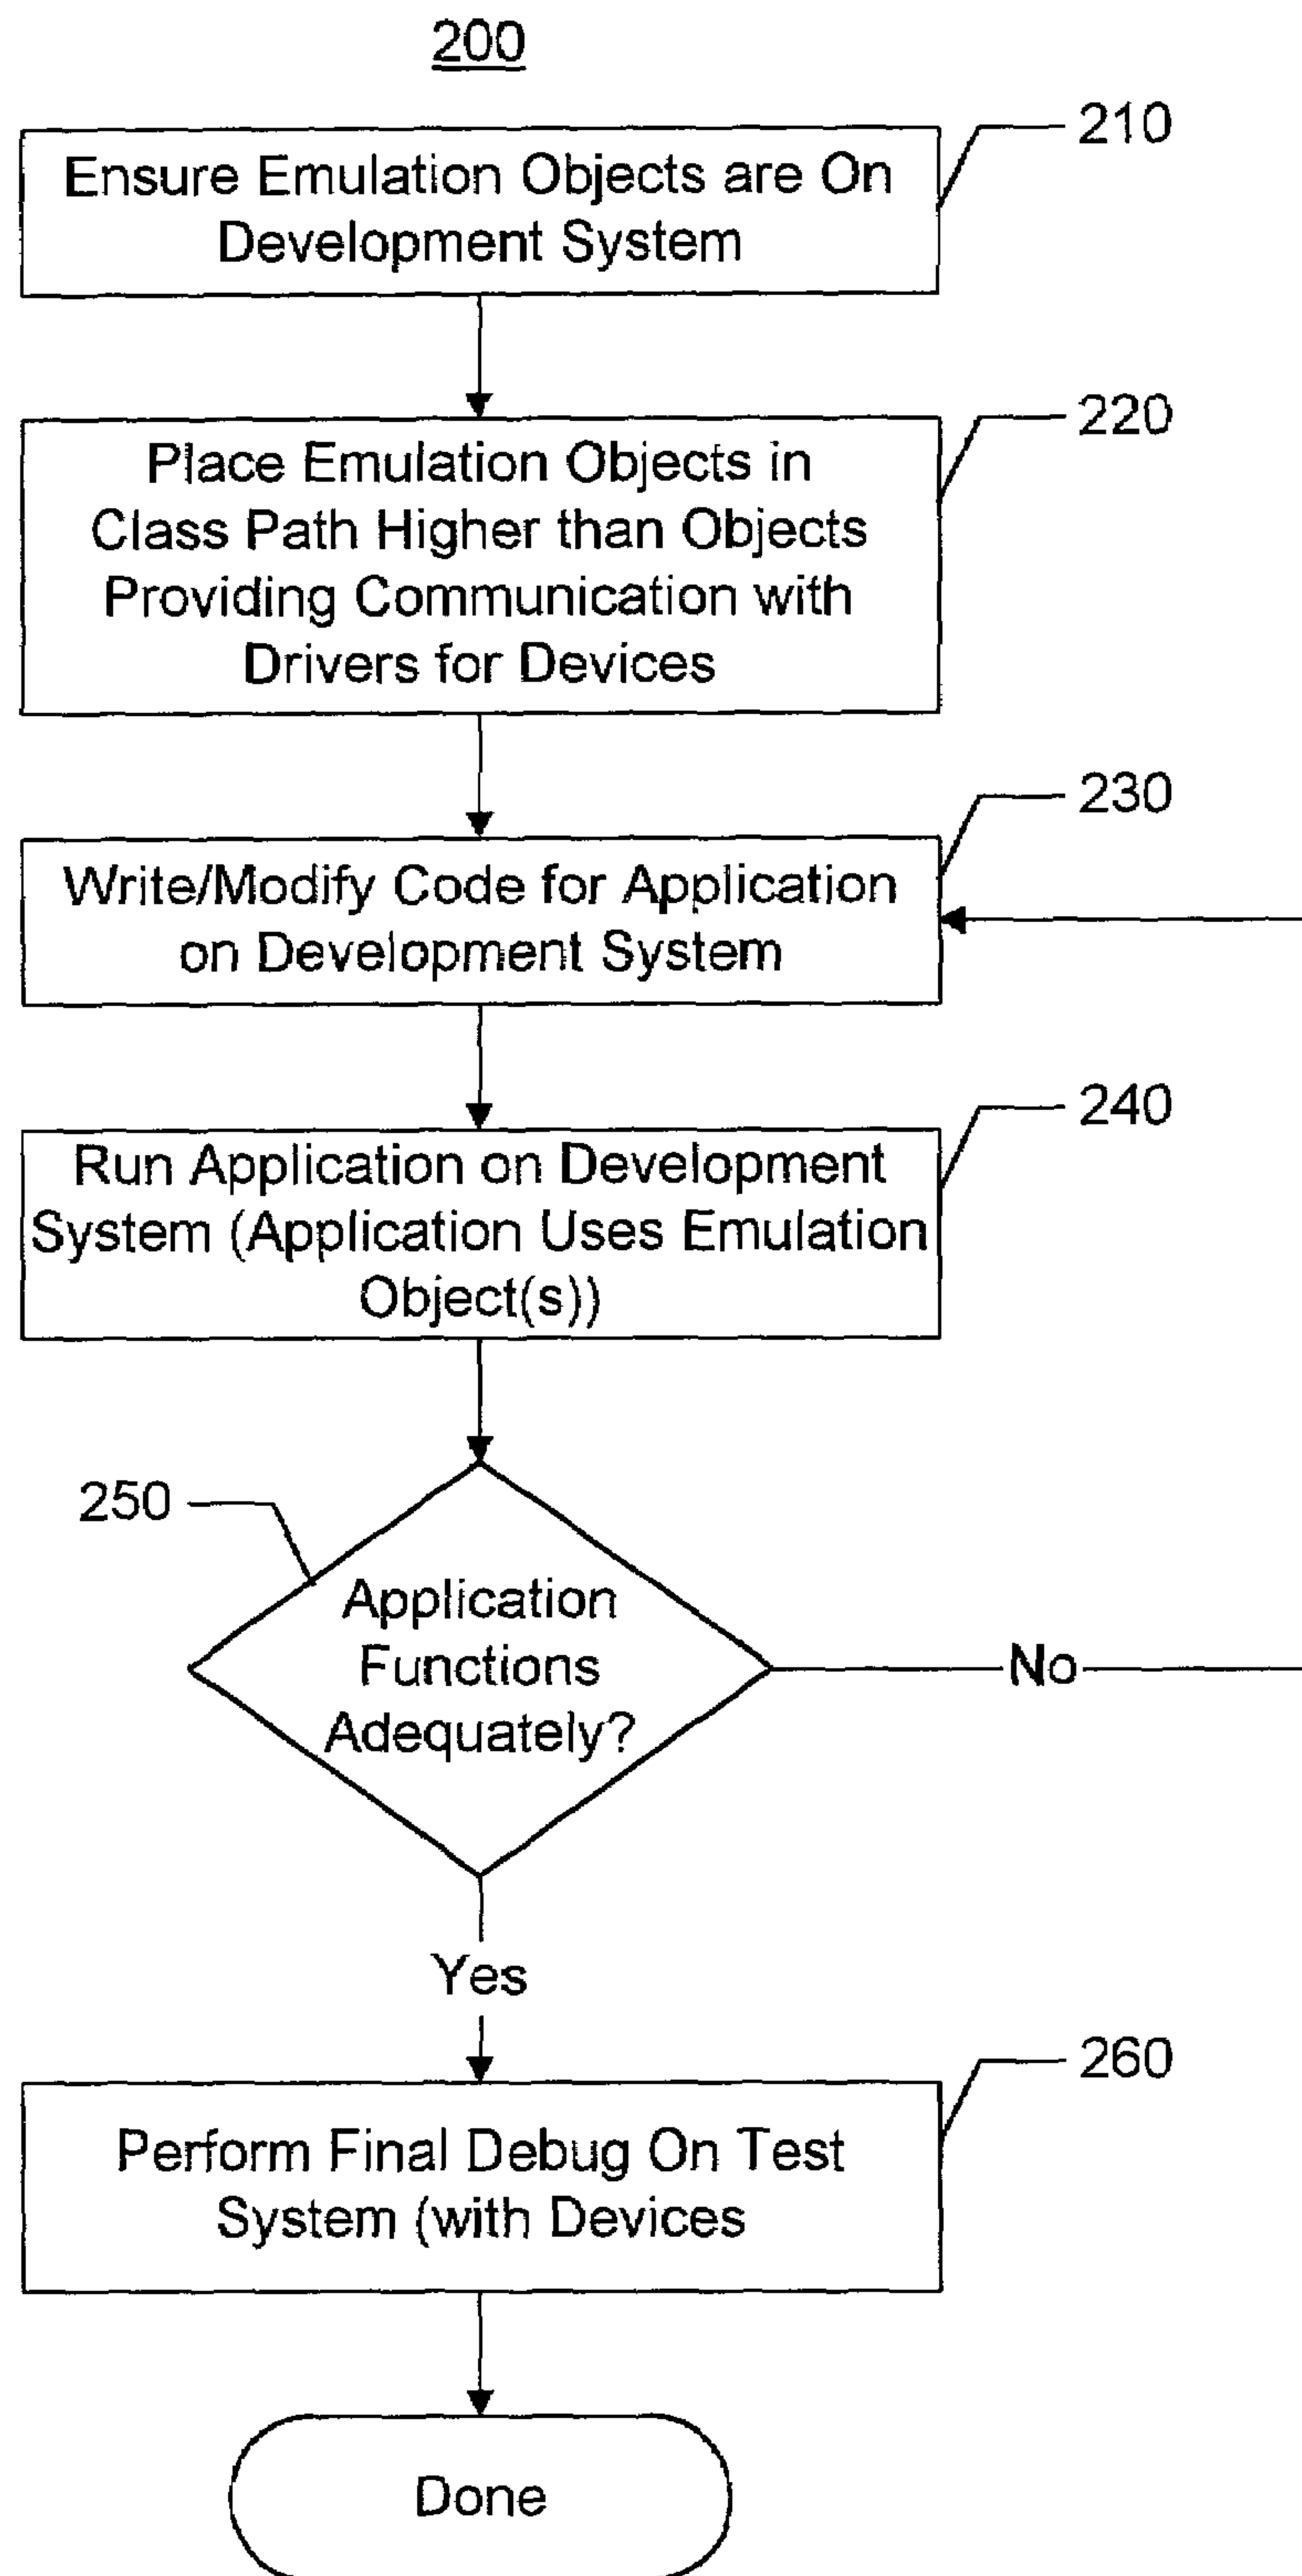 200
210
Ensure Emulation Objects are On
Development System
220
Place Emulation Objects in
Class Path Higher than Objects
Providing Communication with
Drivers for Devices
230
Write/Modify Code for Application
on Development System
240
Run Application on Development
System (Application Uses Emulation
Object(s))
250
Application
Functions
Adequately?
No
Yes
260
Perform Final Debug On Test
System (with Devices
Done